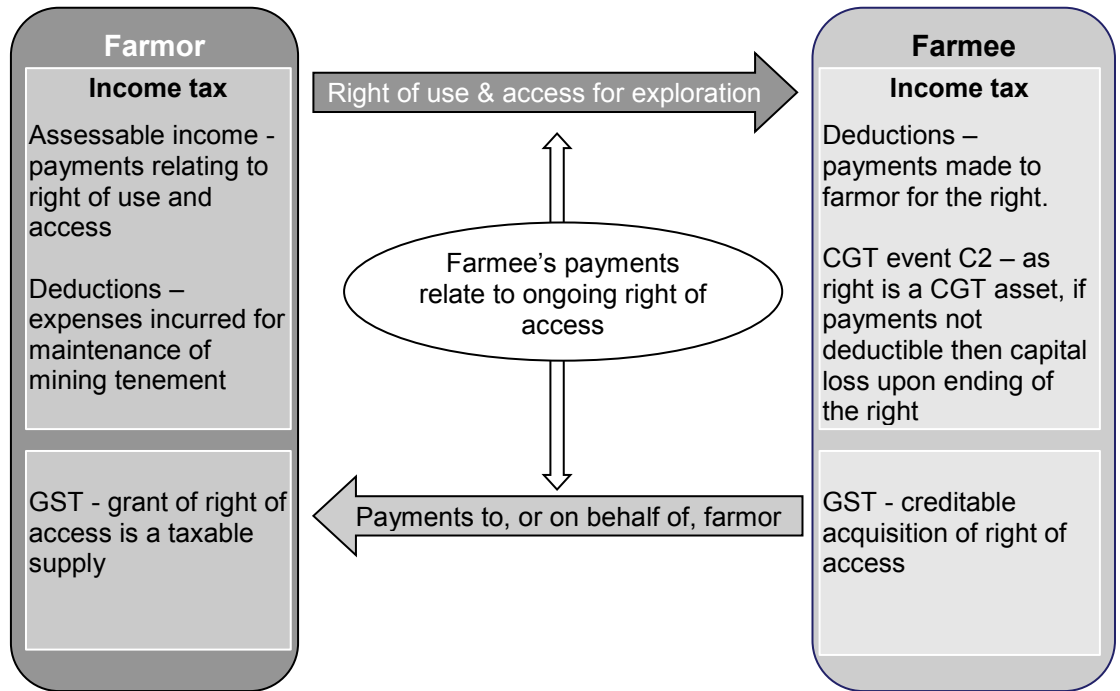 Farmor
Income tax
Assessable income -
payments relating to
right of use and
access
Deductions –
expenses incurred for
maintenance of
mining tenement
GST - grant of right of
access is a taxable
supply
Right of use & access for exploration
Farmee's payments
relate to ongoing right of
access
Payments to, or on behalf of, farmor
Farmee
Income tax
Deductions –
payments made to
farmor for the right.
CGT event C2 – as
right is a CGT asset, if
payments not
deductible then capital
loss upon ending of
the right
GST - creditable
acquisition of right of
access